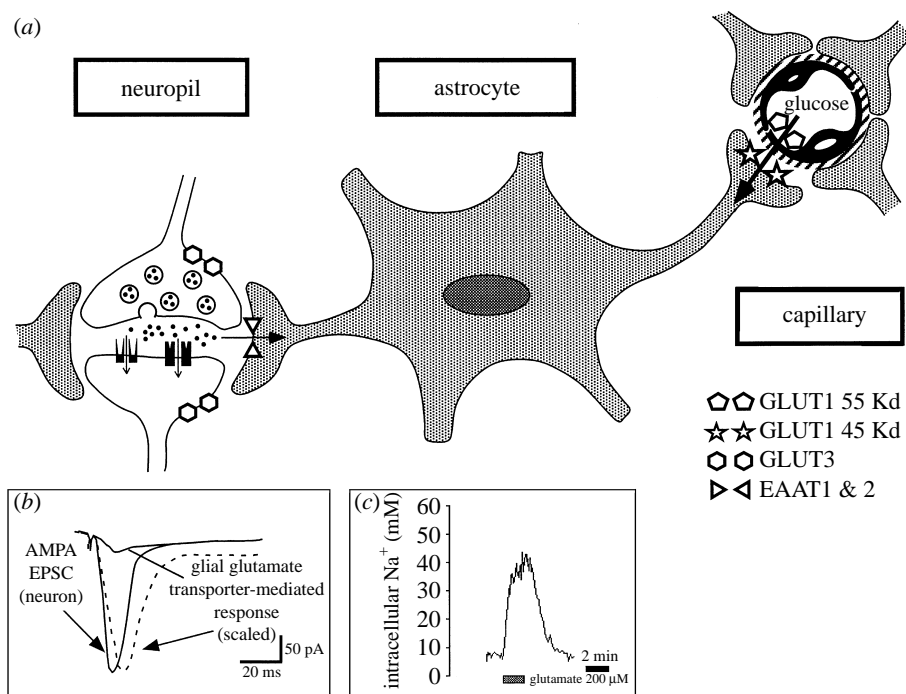 (a)
neuropil
astrocyte
glucose
capillary
GLUT1 55 Kd
GLUT1 45 Kd
GLUT3
EAAT1 & 2
(b)
AMPA
EPSC
(neuron)
glial glutamate
transporter-mediated
response
(scaled)
50 pA
20 ms
(c)
intracellular Na⁺ (mM)
60
50
40
30
20
10
0
2 min
glutamate 200 μM